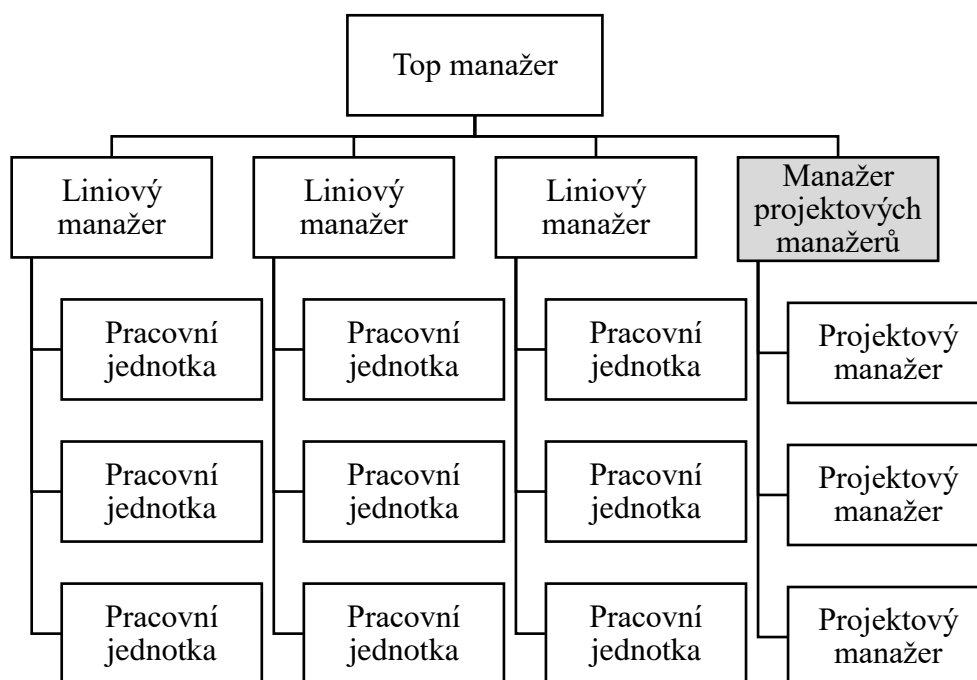 Top manažer
Liniový
manažer
Liniový
manažer
Liniový
manažer
Manažer
projektových
manažerů
Pracovní
jednotka
Pracovní
jednotka
Pracovní
jednotka
Projektový
manažer
Pracovní
jednotka
Pracovní
jednotka
Pracovní
jednotka
Projektový
manažer
Pracovní
jednotka
Pracovní
jednotka
Pracovní
jednotka
Projektový
manažer